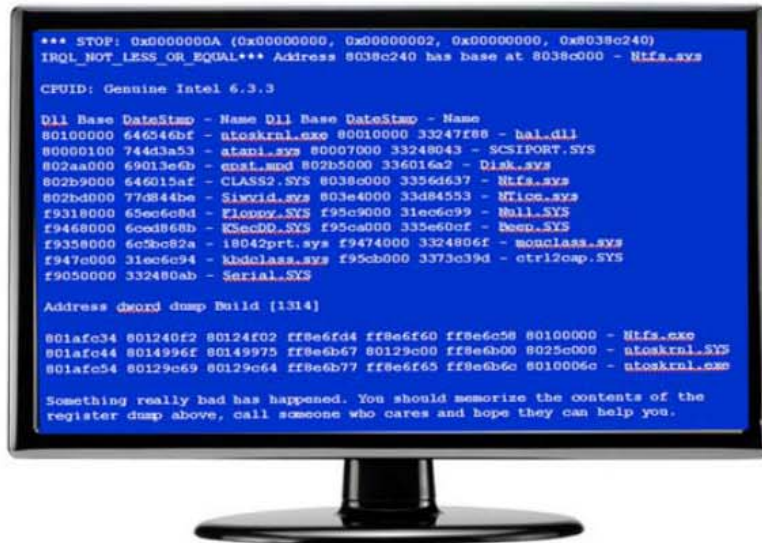 *** STOP: 0x0000000A (0x00000000, 0x00000002, 0x00000000, 0x8038c240)
IRQL_NOT_LESS_OR_EQUAL*** Address 8038c240 has base at 8038c000 - Ntfs.sys
CPUID: Genuine Intel 6.3.3
Dll Base DateStmp - Name Dll Base DateStmp - Name
80100000 646546bf - ntoskrnl.exe 80010000 33247f88 - hal.dll
80000100 744d3a53 - atapi.sys 80007000 33248043 - SCSIPORT.SYS
802aa000 69013e6b - epst.mpd 802b5000 336016a2 - Disk.sys
802b9000 646015af - CLASS2.SYS 8038c000 3356d637 - Ntfs.sys
802bd000 77d844be - Siwvid.sys 803e4000 33d84553 - NTice.sys
f9318000 65ec6c8d - Floppy.SYS f95c9000 31ec6c99 - Null.SYS
f9468000 6ced868b - KSecDD.SYS f95ca000 335e60cf - Beep.SYS
f9358000 6c5bc82a - i8042prt.sys f9474000 3324806f - mouclass.sys
f947c000 31ec6c94 - kbdclass.sys f95cb000 3373c39d - ctrl2cap.SYS
f9050000 332480ab - Serial.SYS
Address dword dump Build [1314]
801afc34 801240f2 80124f02 ff8e6fd4 ff8e6f60 ff8e6c58 80100000 - Ntfs.exe
801afc44 8014996f 80149975 ff8e6b67 80129c00 ff8e6b00 8025c000 - ntoskrnl.SYS
801afc54 80129c69 80129c64 ff8e6b77 ff8e6f65 ff8e6b6c 8010006c - ntoskrnl.exe
Something really bad has happened. You should memorize the contents of the
register dump above, call someone who cares and hope they can help you.